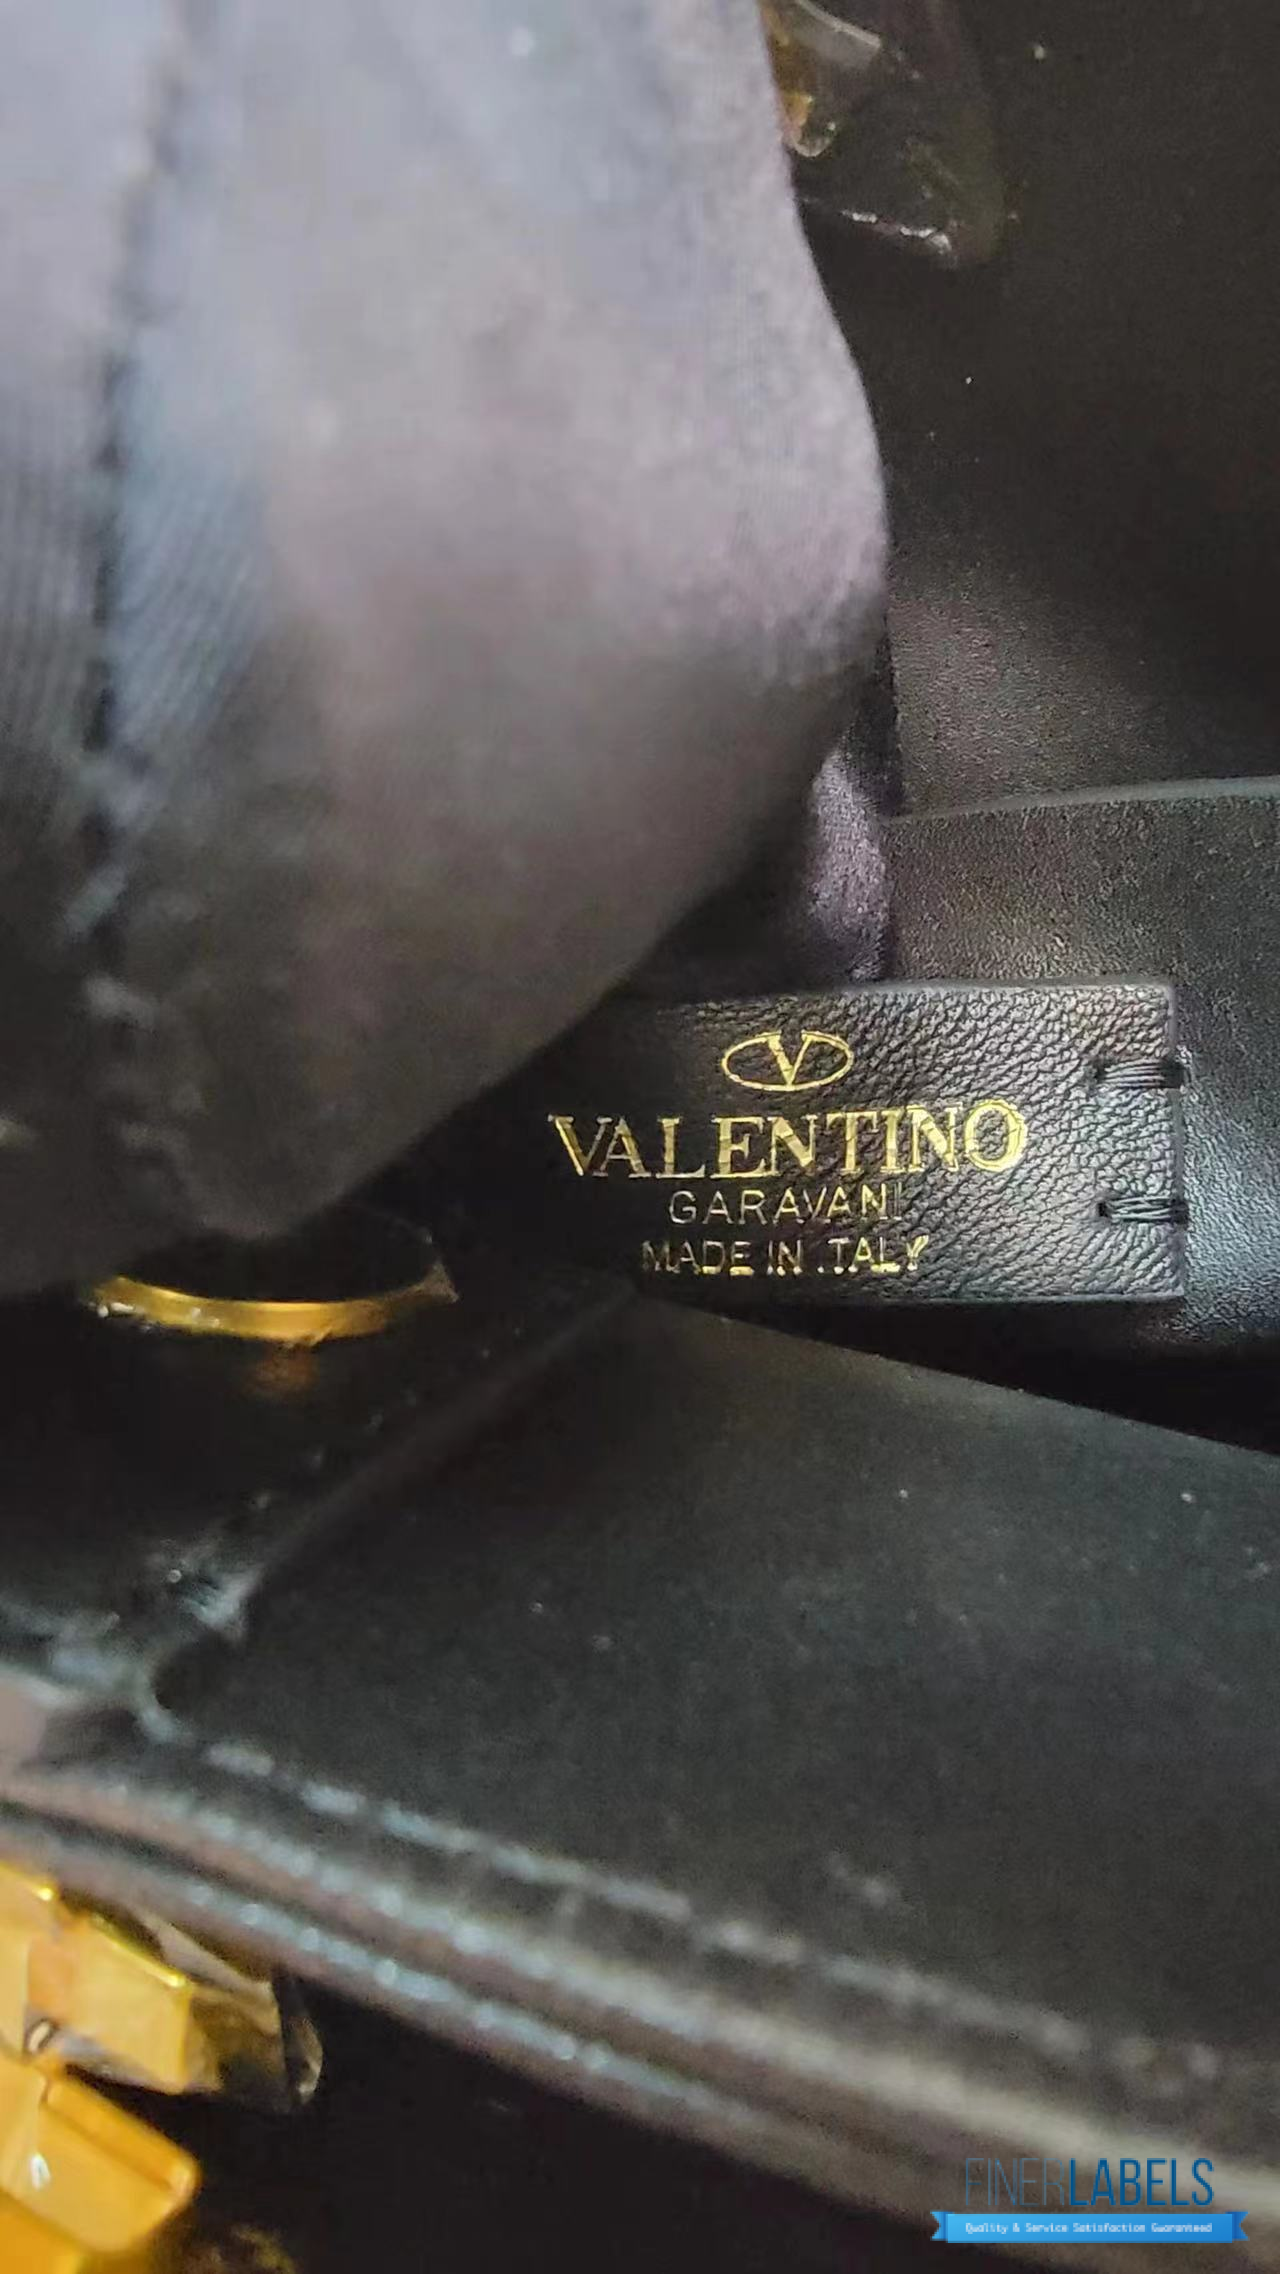 V
VALENTINO
GARAVANI
MADE IN ITALY
FINERLABELS
Quality & Service Satisfaction Guaranteed